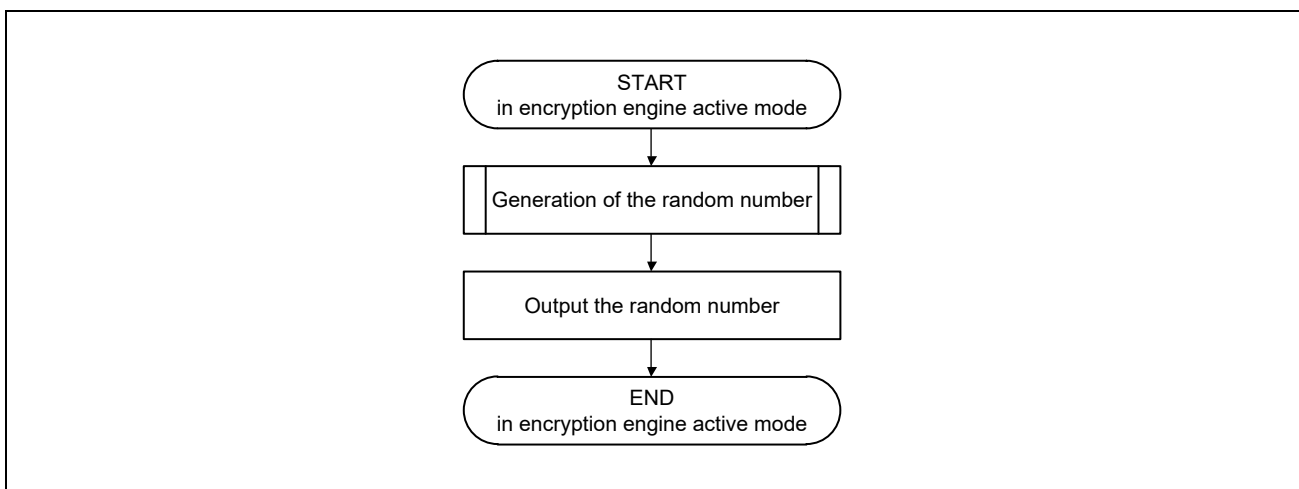 START
in encryption engine active mode
Generation of the random number
Output the random number
END
in encryption engine active mode